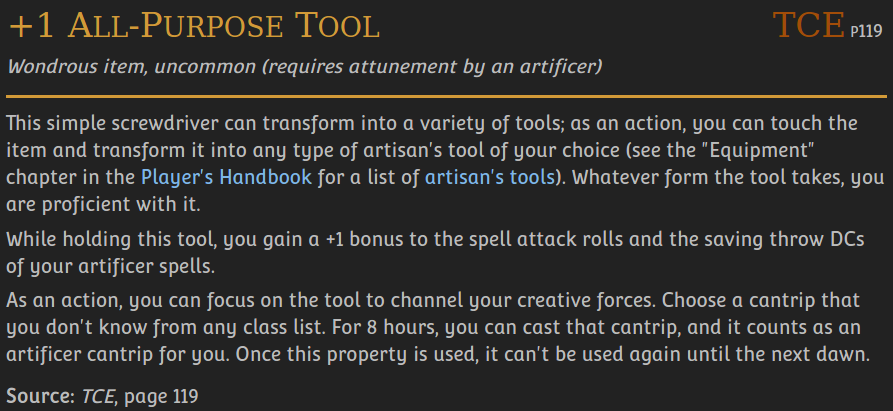 +1 All-Purpose Tool TCE P119
Wondrous item, uncommon (requires attunement by an artificer)
This simple screwdriver can transform into a variety of tools; as an action, you can touch the
item and transform it into any type of artisan's tool of your choice (see the "Equipment"
chapter in the Player's Handbook for a list of artisan's tools). Whatever form the tool takes, you
are proficient with it.
While holding this tool, you gain a +1 bonus to the spell attack rolls and the saving throw DCs
of your artificer spells.
As an action, you can focus on the tool to channel your creative forces. Choose a cantrip that
you don't know from any class list. For 8 hours, you can cast that cantrip, and it counts as an
artificer cantrip for you. Once this property is used, it can't be used again until the next dawn.
Source: TCE, page 119